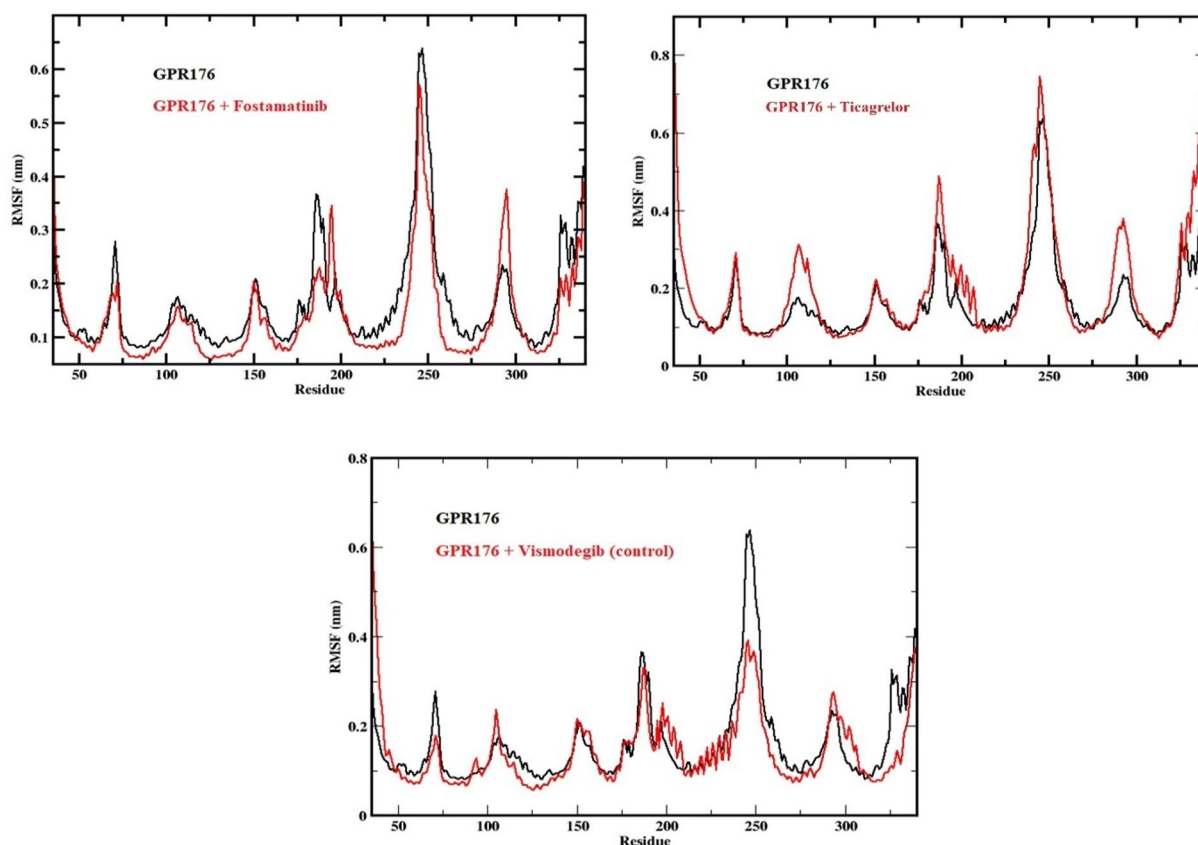 0.6
0.5
0.4
0.3
0.2
0.1
RMSF (nm)
GPR176
GPR176 + Fostamatinib
50 100 150 200 250 300
Residue
0.8
0.6
0.4
0.2
0
RMSF (nm)
GPR176
GPR176 + Ticagrelor
50 100 150 200 250 300
Residue
0.8
0.6
0.4
0.2
0
RMSF (nm)
GPR176
GPR176 + Vismodegib (control)
50 100 150 200 250 300
Residue